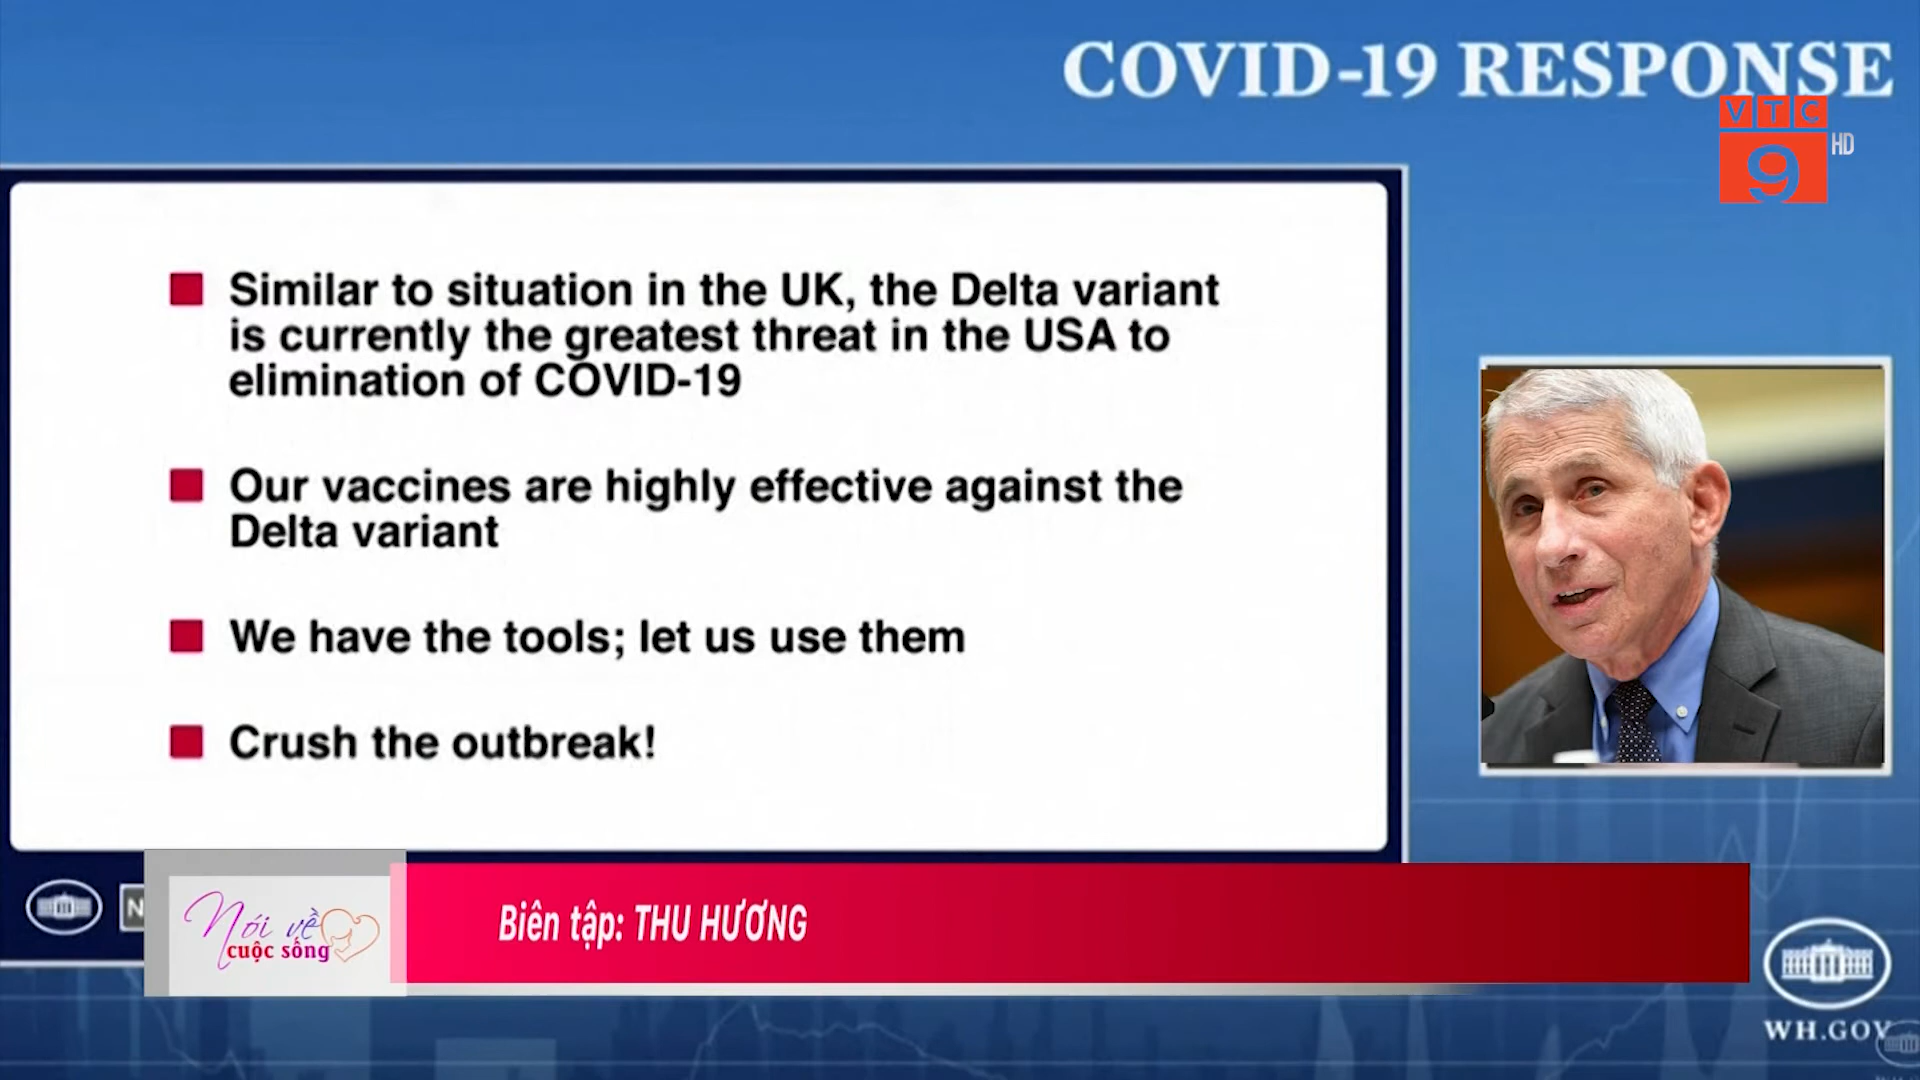 COVID-19 RESPONSE
VTC
9
HD
Similar to situation in the UK, the Delta variant
is currently the greatest threat in the USA to
elimination of COVID-19
Our vaccines are highly effective against the
Delta variant
We have the tools; let us use them
Crush the outbreak!
N
Nói về
cuộc sống
Biên tập: THU HƯƠNG
WH.GOV